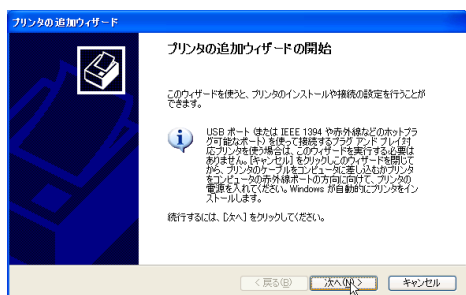 プリンタの追加ウィザード
プリンタの追加ウィザードの開始
このウィザードを使うと、プリンタのインストールや接続の設定を行うことが
できます。
USB ポート (または IEEE 1394 や赤外線などのホットプラ
グ可能なポート) を使って接続するプラグ アンド プレイ対
応プリンタを使う場合は、このウィザードを実行する必要は
ありません。[キャンセル] をクリックしこのウィザードを閉じて
から、プリンタのケーブルをコンピュータに差し込むかプリンタ
をコンピュータの赤外線ポートの方向に向けて、プリンタの
電源を入れてください。Windows が自動的にプリンタをイン
ストールします。
続行するには、[次へ] をクリックしてください。
< 戻る(B)
次へ(N) >
キャンセル